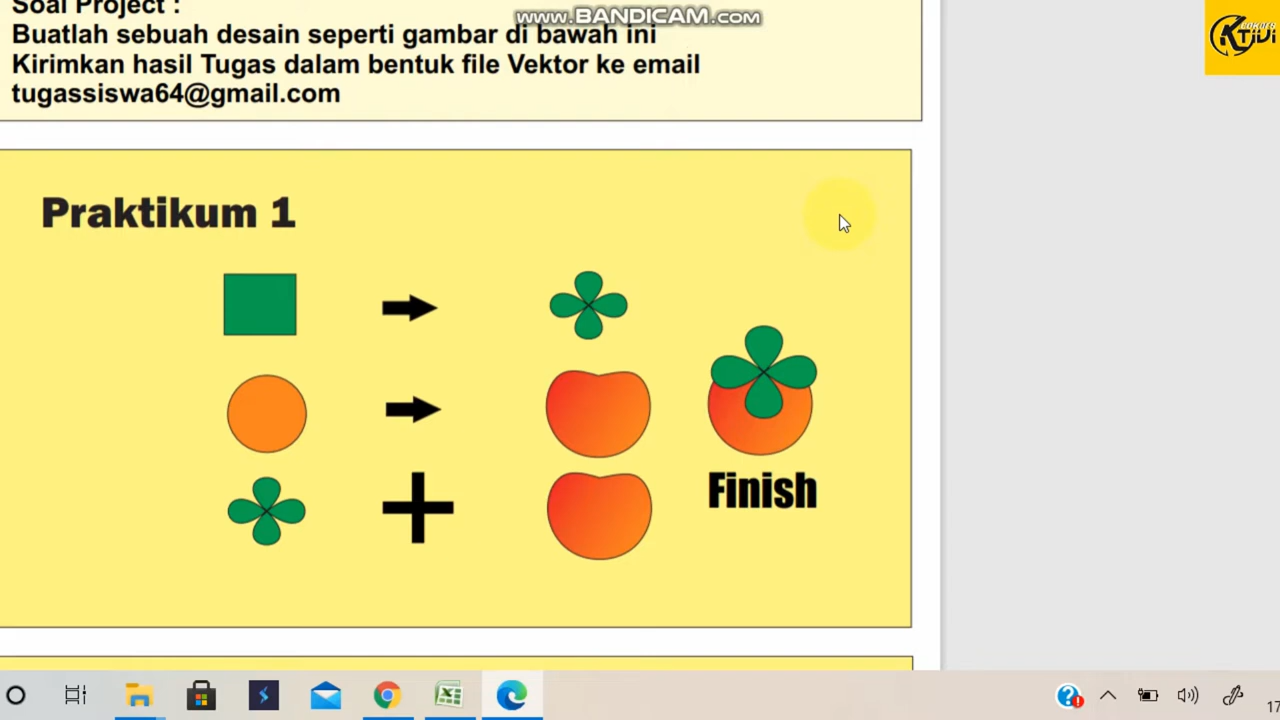 Soal Project :
www.BANDICAM.com
Buatlah sebuah desain seperti gambar di bawah ini
Kirimkan hasil Tugas dalam bentuk file Vektor ke email
tugassiswa64@gmail.com
Praktikum 1
Finish
17